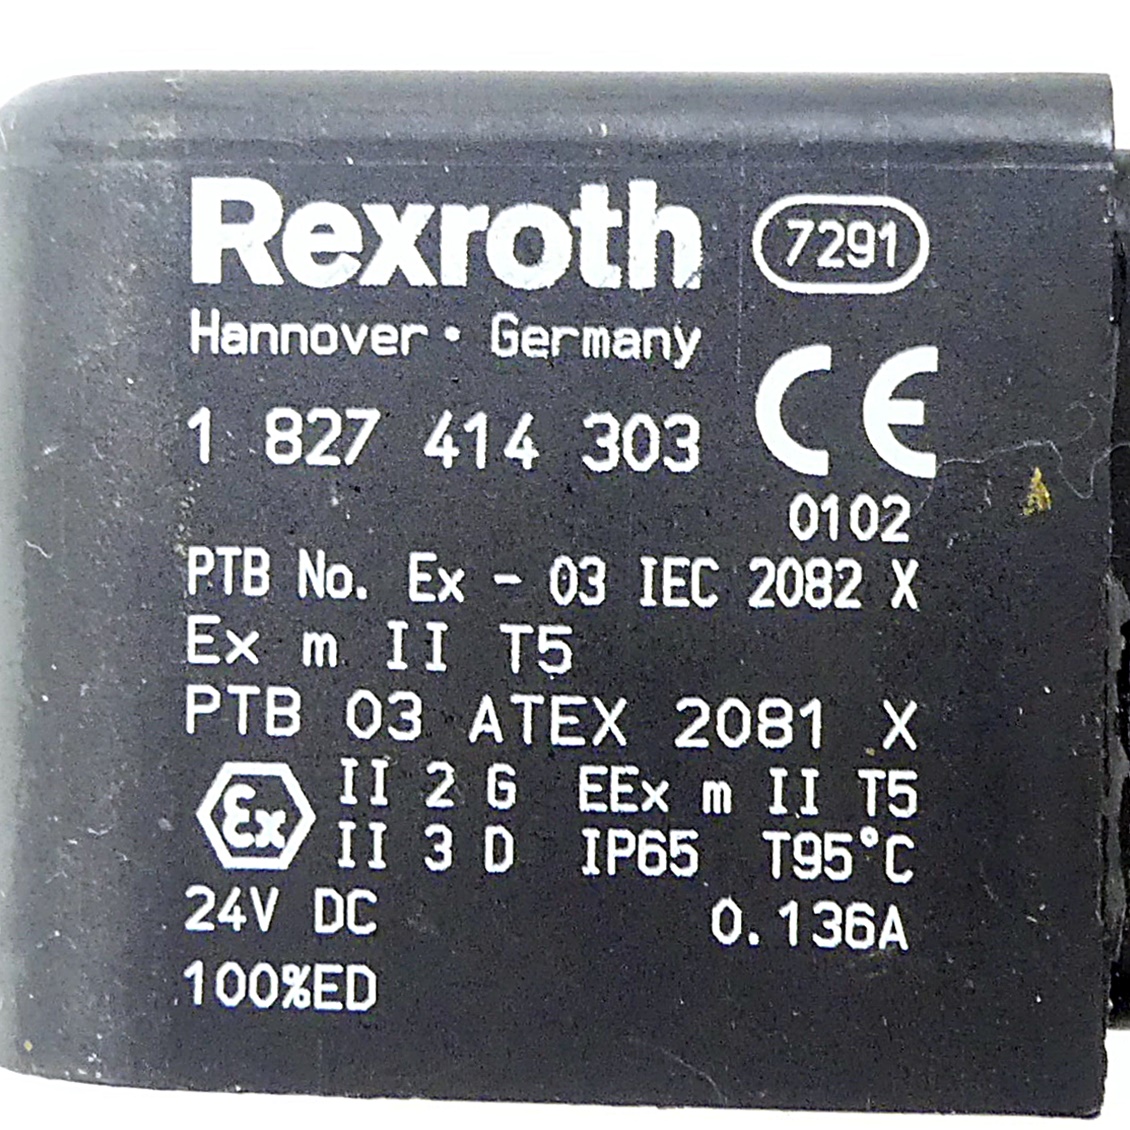 Rexroth 7291
Hannover · Germany
CE
1 827 414 303
0102
PTB No. Ex - 03 IEC 2082 X
Ex m II T5
PTB 03 ATEX 2081 X
Ex II 2 G EEx m II T5
II 3 D IP65 T95°C
24V DC 0.136A
100%ED